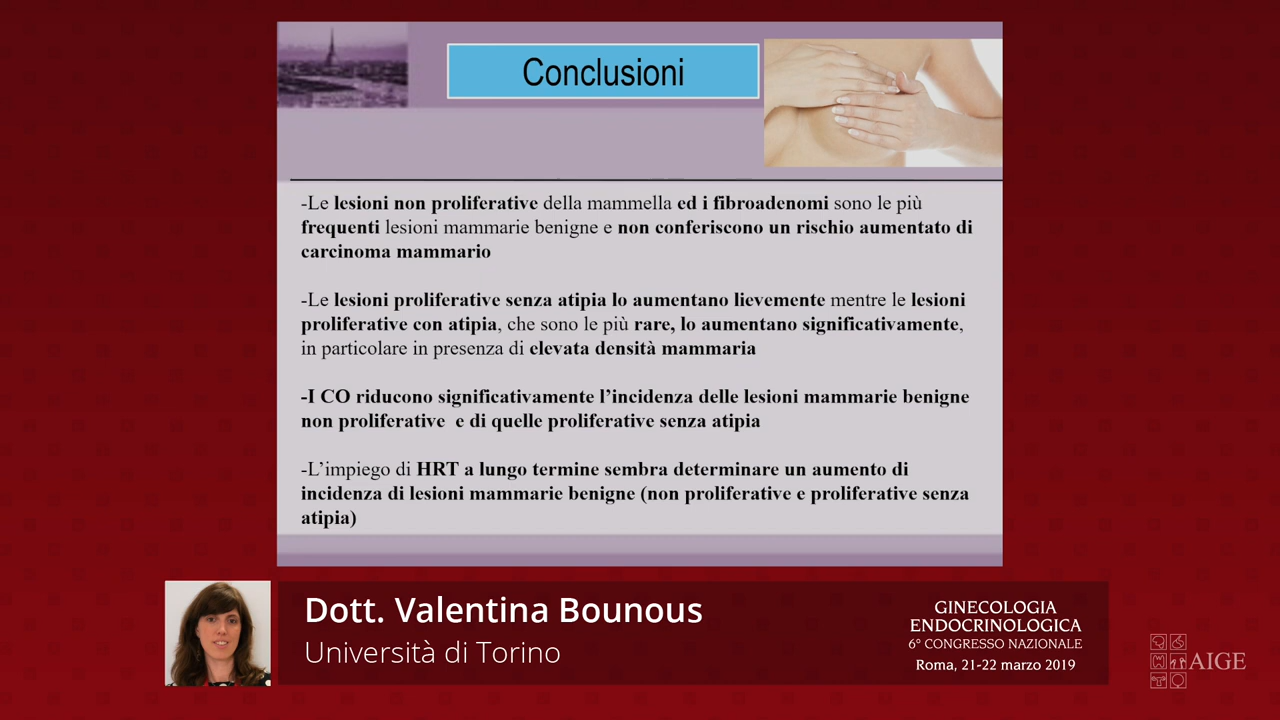 Conclusioni
-Le lesioni non proliferative della mammella ed i fibroadenomi sono le più
frequenti lesioni mammarie benigne e non conferiscono un rischio aumentato di
carcinoma mammario
-Le lesioni proliferative senza atipia lo aumentano lievemente mentre le lesioni
proliferative con atipia, che sono le più rare, lo aumentano significativamente,
in particolare in presenza di elevata densità mammaria
-I CO riducono significativamente l’incidenza delle lesioni mammarie benigne
non proliferative e di quelle proliferative senza atipia
-L’impiego di HRT a lungo termine sembra determinare un aumento di
incidenza di lesioni mammarie benigne (non proliferative e proliferative senza
atipia)
Dott. Valentina Bounous
Università di Torino
GINECOLOGIA
ENDOCRINOLOGICA
6° CONGRESSO NAZIONALE
Roma, 21-22 marzo 2019
AIGE